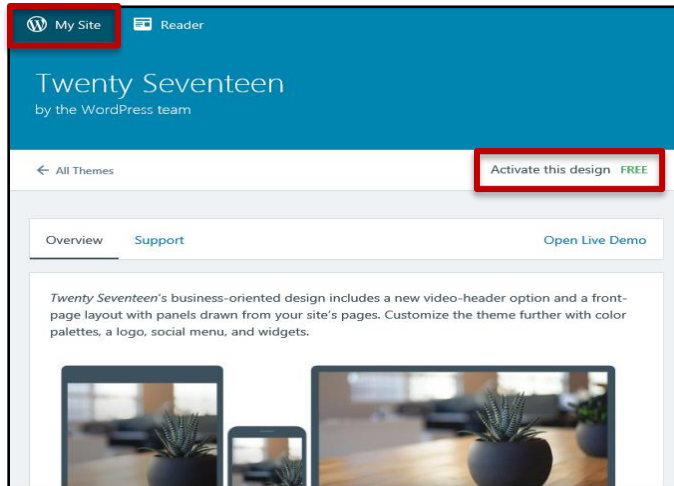 My Site Reader
Twenty Seventeen
by the WordPress team
← All Themes Activate this design FREE
Overview Support Open Live Demo
Twenty Seventeen's business-oriented design includes a new video-header option and a front-
page layout with panels drawn from your site's pages. Customize the theme further with color
palettes, a logo, social menu, and widgets.